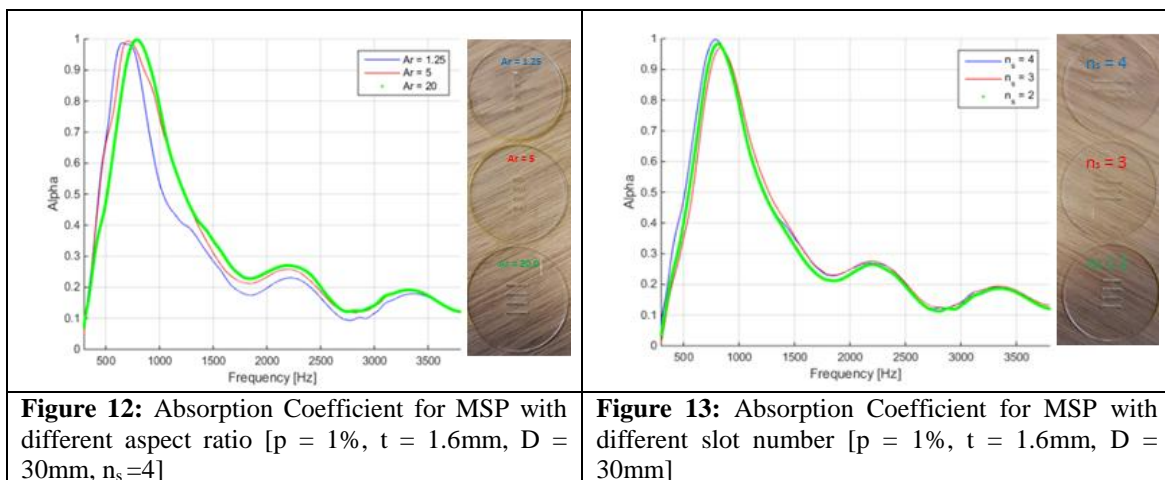 1
0.9
0.8
0.7
0.6
0.5
0.4
0.3
0.2
0.1
0
Alpha
500 1000 1500 2000 2500 3000 3500
Frequency [Hz]
Ar = 1.25
Ar = 5
Ar = 20
Ar = 1.25
Ar = 5
1
0.9
0.8
0.7
0.6
0.5
0.4
0.3
0.2
0.1
0
Alpha
500 1000 1500 2000 2500 3000 3500
Frequency [Hz]
n_s = 4
n_s = 3
n_s = 2
nₛ = 4
nₛ = 3
Figure 12: Absorption Coefficient for MSP with
different aspect ratio [p = 1%, t = 1.6mm, D =
30mm, nₛ =4]
Figure 13: Absorption Coefficient for MSP with
different slot number [p = 1%, t = 1.6mm, D =
30mm]